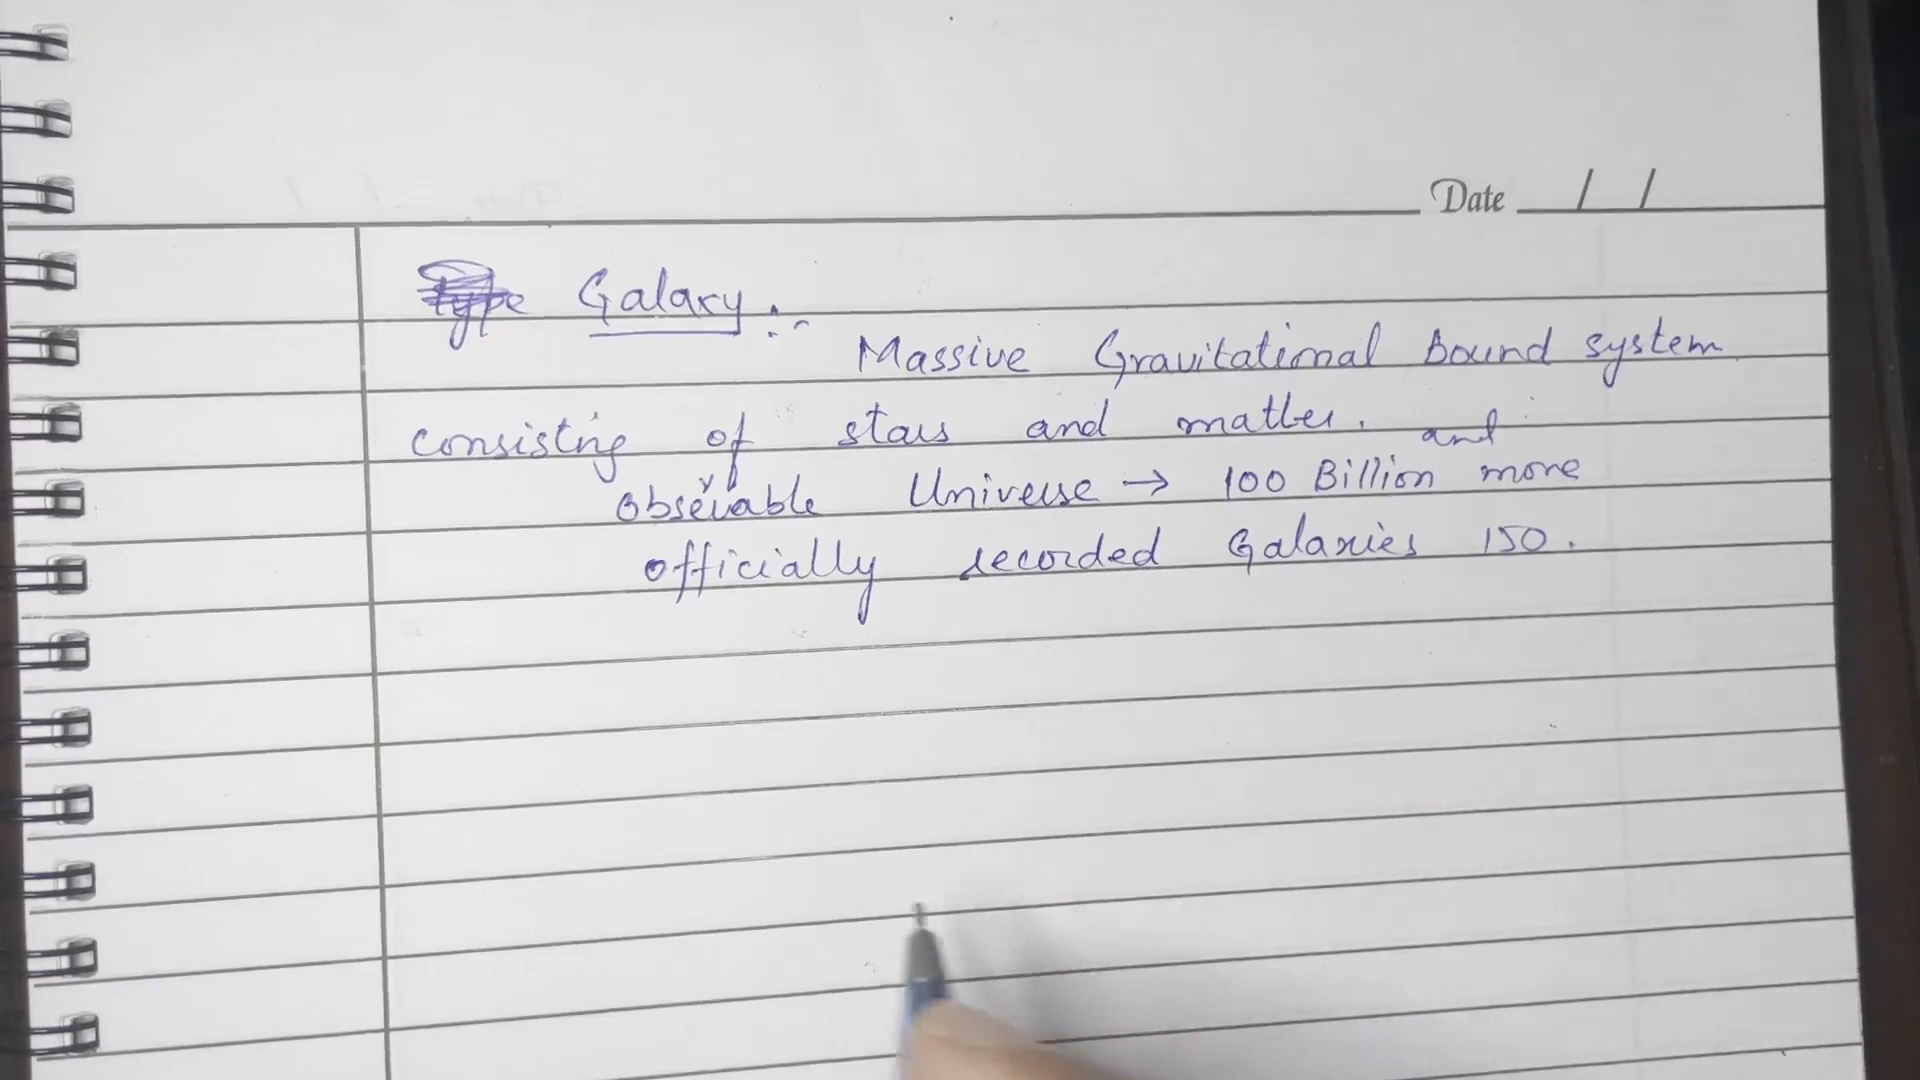 Date / /
Type Galaxy :-
Massive Gravitational bound system
consisting of stars and matter.
and
Observable Universe → 100 Billion more
officially recorded Galaxies 150.